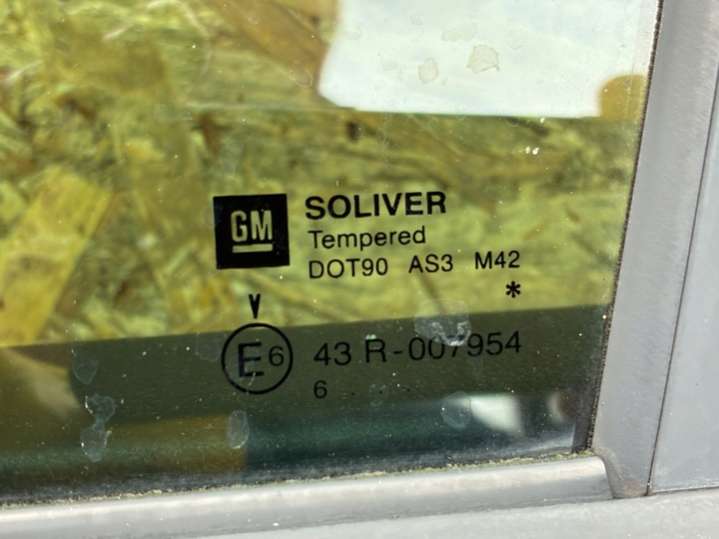 GM
SOLIVER
Tempered
DOT90 AS3 M42
V *
E6 43 R-007954
6 ....